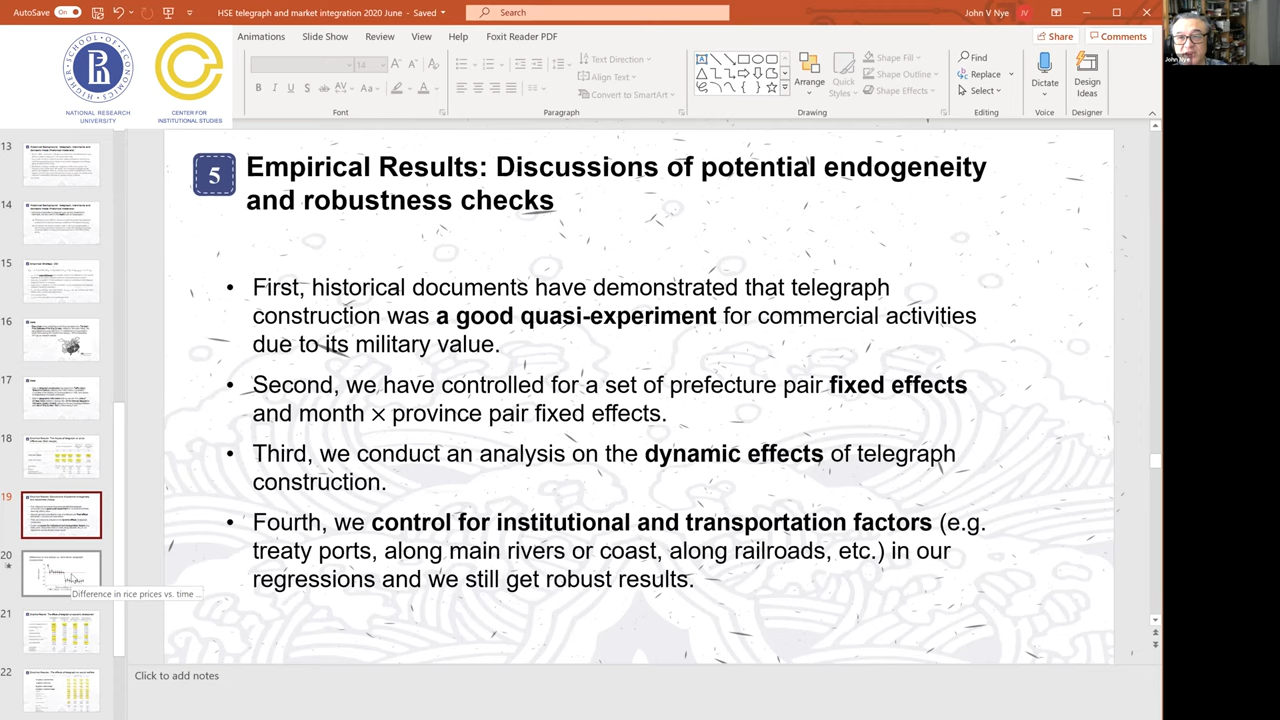 AutoSave
On
HSE telegraph and market integration 2020 June - Saved
Search
John V Nye
JV
John Nye
HIGHER SCHOOL OF ECONOMICS
NATIONAL RESEARCH
UNIVERSITY
CENTER FOR
INSTITUTIONAL STUDIES
Animations
Slide Show
Review
View
Help
Foxit Reader PDF
Share
Comments
14
Text Direction
Align Text
Convert to SmartArt
Arrange
Quick
Styles
Shape Fill
Shape Outline
Shape Effects
Find
Replace
Select
Dictate
Design
Ideas
Font
Paragraph
Drawing
Editing
Voice
Designer
13
14
15
16
17
18
19
20
21
22
Difference in rice prices vs. time ...
5
Empirical Results: Discussions of potential endogeneity
and robustness checks
• First, historical documents have demonstrated that telegraph
construction was a good quasi-experiment for commercial activities
due to its military value.
• Second, we have controlled for a set of prefecture pair fixed effects
and month × province pair fixed effects.
• Third, we conduct an analysis on the dynamic effects of telegraph
construction.
• Fourth, we control for institutional and transportation factors (e.g.
treaty ports, along main rivers or coast, along railroads, etc.) in our
regressions and we still get robust results.
Click to add notes